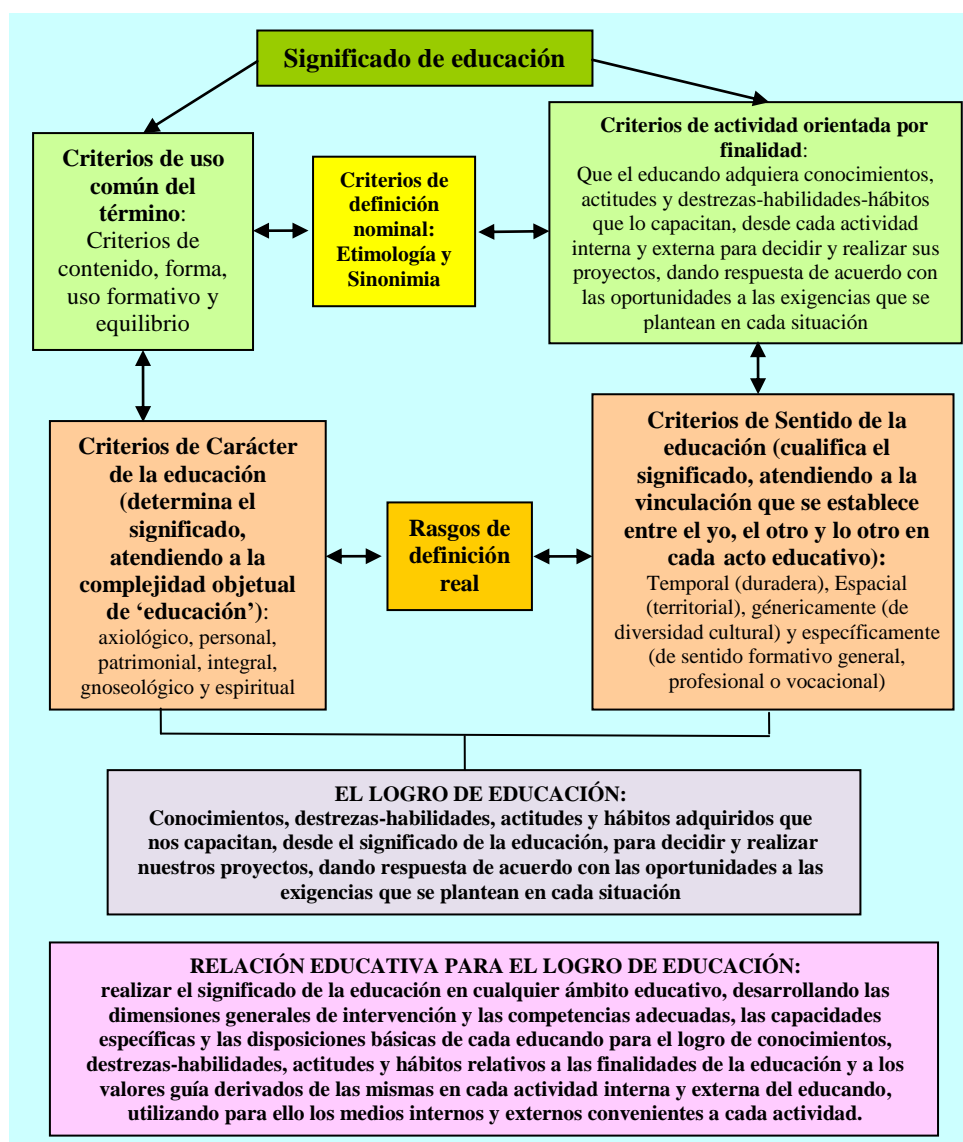 Significado de educación
Criterios de uso
común del
término:
Criterios de
contenido, forma,
uso formativo y
equilibrio
Criterios de
definición
nominal:
Etimología y
Sinonimia
Criterios de actividad orientada por
finalidad:
Que el educando adquiera conocimientos,
actitudes y destrezas-habilidades-hábitos
que lo capacitan, desde cada actividad
interna y externa para decidir y realizar sus
proyectos, dando respuesta de acuerdo con
las oportunidades a las exigencias que se
plantean en cada situación
Criterios de Carácter
de la educación
(determina el
significado,
atendiendo a la
complejidad objetual
de ‘educación’):
axiológico, personal,
patrimonial, integral,
gnoseológico y espiritual
Rasgos de
definición
real
Criterios de Sentido de la
educación (cualifica el
significado, atendiendo a la
vinculación que se establece
entre el yo, el otro y lo otro en
cada acto educativo):
Temporal (duradera), Espacial
(territorial), génericamente (de
diversidad cultural) y específicamente
(de sentido formativo general,
profesional o vocacional)
EL LOGRO DE EDUCACIÓN:
Conocimientos, destrezas-habilidades, actitudes y hábitos adquiridos que
nos capacitan, desde el significado de la educación, para decidir y realizar
nuestros proyectos, dando respuesta de acuerdo con las oportunidades a las
exigencias que se plantean en cada situación
RELACIÓN EDUCATIVA PARA EL LOGRO DE EDUCACIÓN:
realizar el significado de la educación en cualquier ámbito educativo, desarrollando las
dimensiones generales de intervención y las competencias adecuadas, las capacidades
específicas y las disposiciones básicas de cada educando para el logro de conocimientos,
destrezas-habilidades, actitudes y hábitos relativos a las finalidades de la educación y a los
valores guía derivados de las mismas en cada actividad interna y externa del educando,
utilizando para ello los medios internos y externos convenientes a cada actividad.